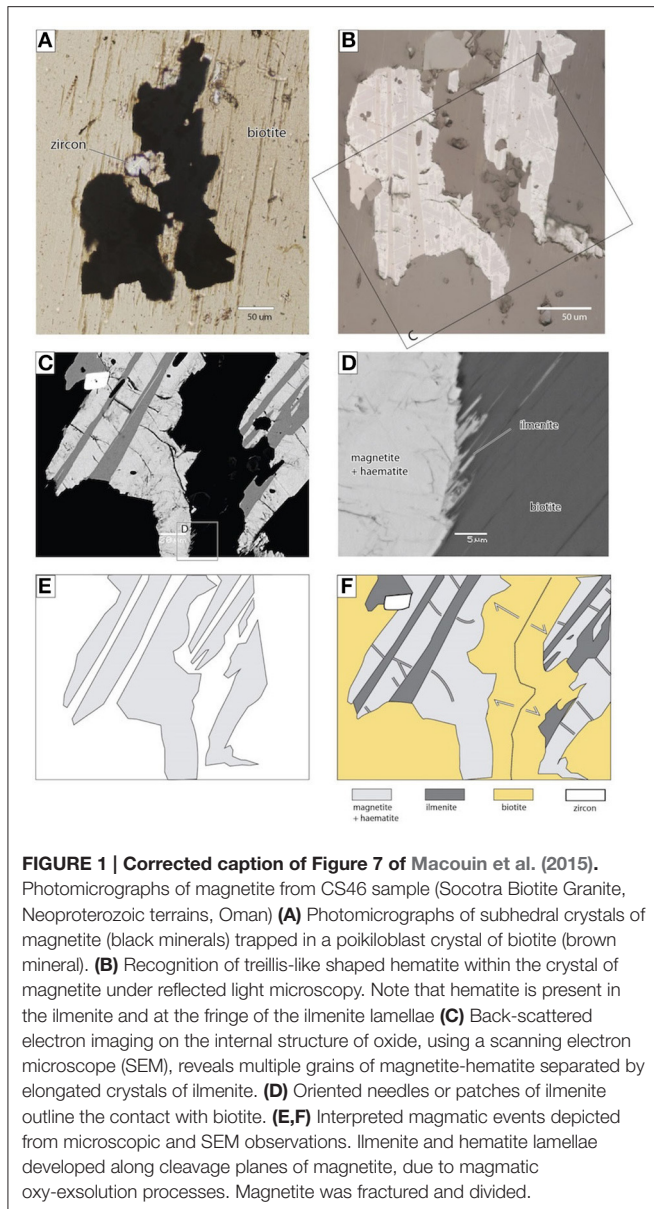 A
B
zircon
biotite
50 um
50 um
C
C
D
ilmenite
magnetite
+ haematite
biotite
D
5 µm
E
F
magnetite
+ haematite
ilmenite
biotite
zircon
FIGURE 1 | Corrected caption of Figure 7 of Macouin et al. (2015).
Photomicrographs of magnetite from CS46 sample (Socotra Biotite Granite,
Neoproterozoic terrains, Oman) (A) Photomicrographs of subhedral crystals of
magnetite (black minerals) trapped in a poikiloblast crystal of biotite (brown
mineral). (B) Recognition of treillis-like shaped hematite within the crystal of
magnetite under reflected light microscopy. Note that hematite is present in
the ilmenite and at the fringe of the ilmenite lamellae (C) Back-scattered
electron imaging on the internal structure of oxide, using a scanning electron
microscope (SEM), reveals multiple grains of magnetite-hematite separated by
elongated crystals of ilmenite. (D) Oriented needles or patches of ilmenite
outline the contact with biotite. (E,F) Interpreted magmatic events depicted
from microscopic and SEM observations. Ilmenite and hematite lamellae
developed along cleavage planes of magnetite, due to magmatic
oxy-exsolution processes. Magnetite was fractured and divided.